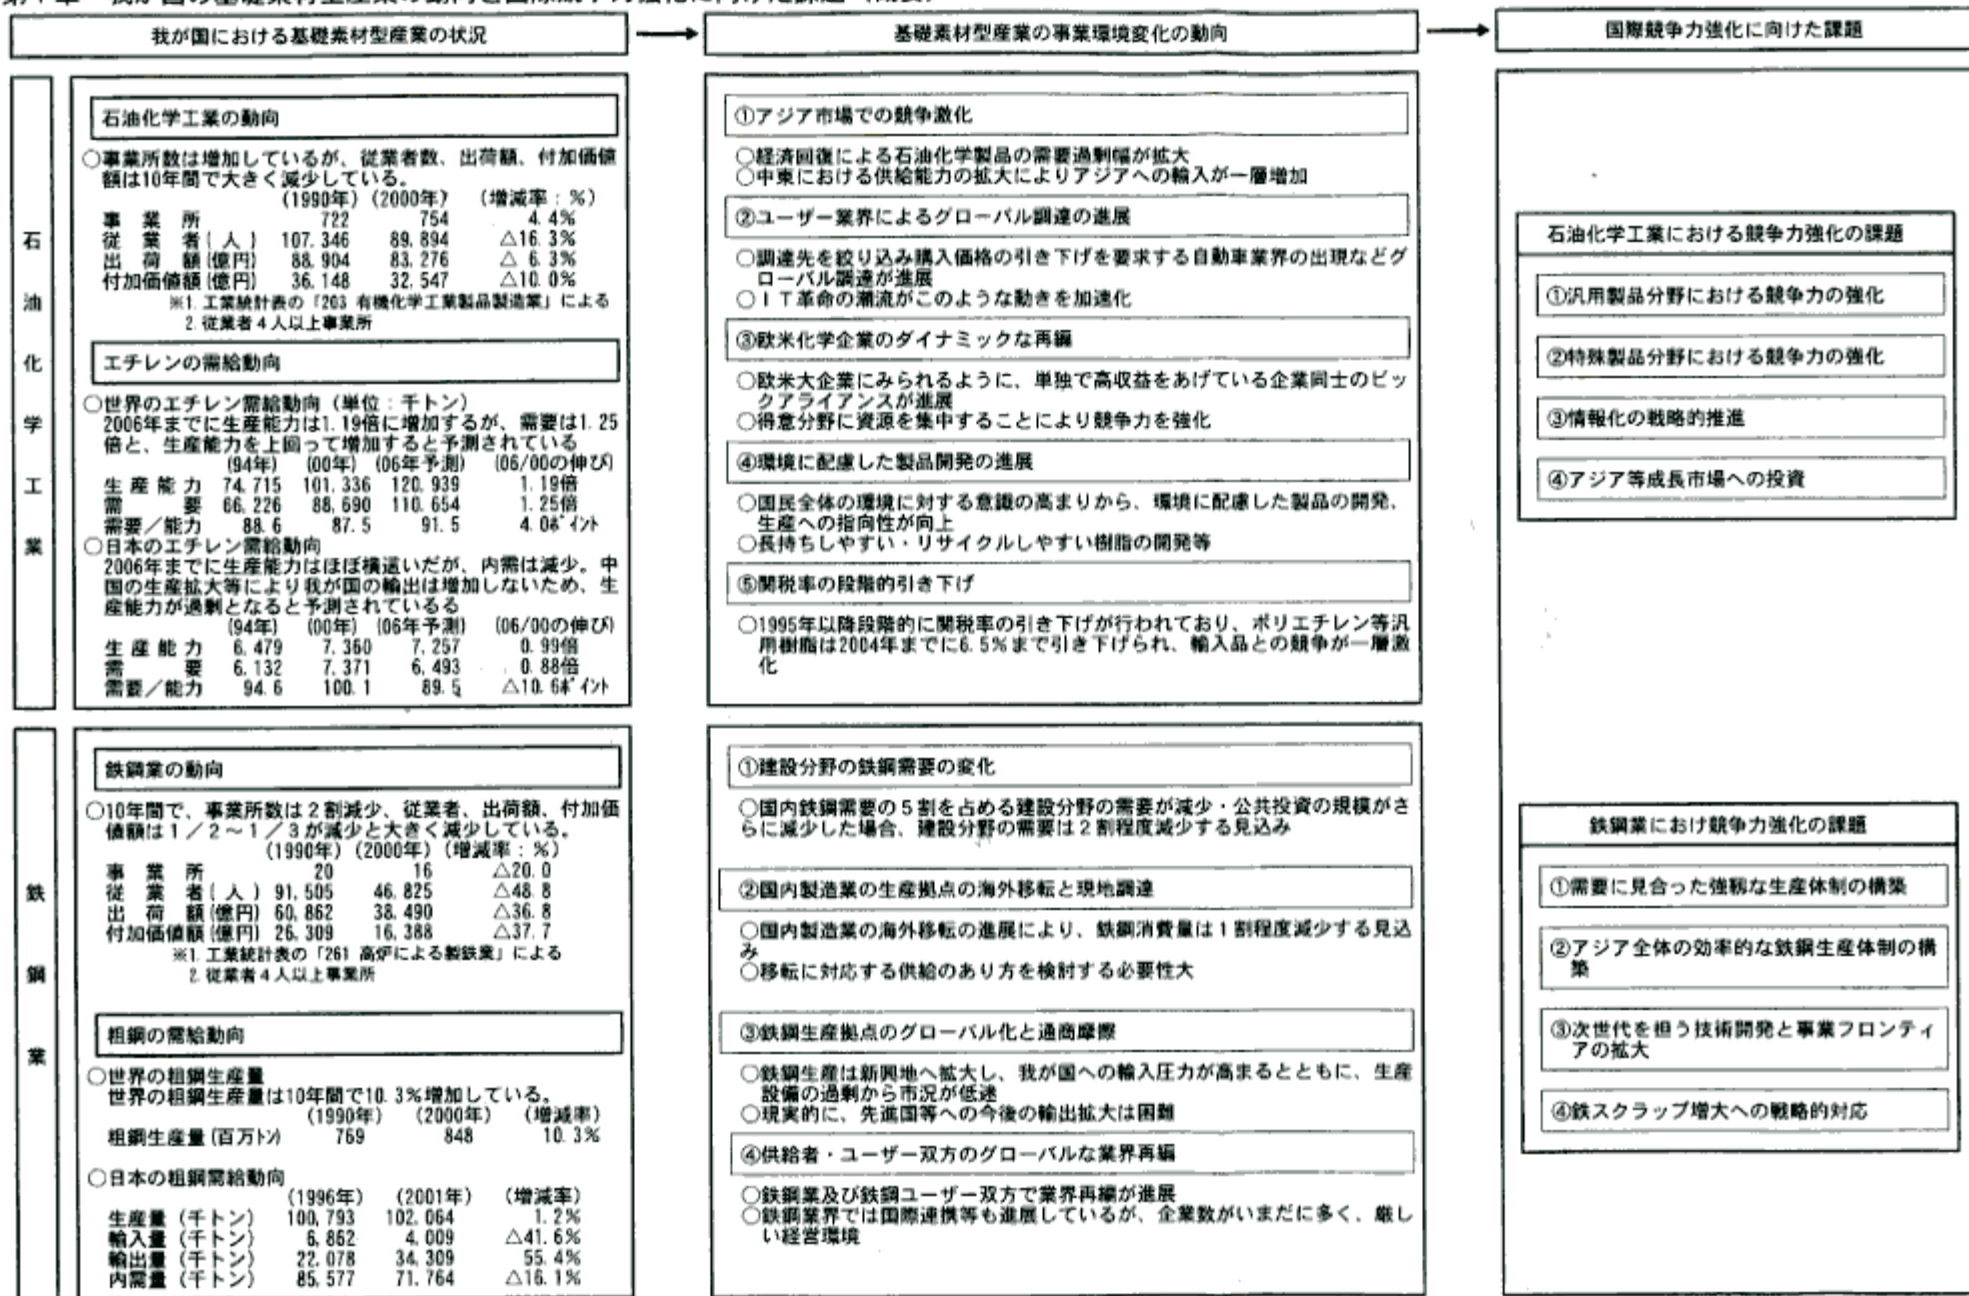 我が国における基礎素材型産業の状況
基礎素材型産業の事業環境変化の動向
国際競争力強化に向けた課題
石油化学工業
石油化学工業の動向
○事業所数は増加しているが、従業者数、出荷額、付加価値
額は10年間で大きく減少している。
(1990年) (2000年) (増減率：％)
事業所 722 754 4.4%
従業者(人) 107,346 89,894 △16.3%
出荷額(億円) 88,904 83,276 △ 6.3%
付加価値額(億円) 36,148 32,547 △10.0%
※1.工業統計表の「203 有機化学工業製品製造業」による
2.従業者４人以上事業所
エチレンの需給動向
○世界のエチレン需給動向（単位：千トン）
2006年までに生産能力は1.19倍に増加するが、需要は1.25
倍と、生産能力を上回って増加すると予測されている
(94年) (00年) (06年予測) (06/00の伸び)
生産能力 74,715 101,336 120,939 1.19倍
需要 66,226 88,690 110,654 1.25倍
需要／能力 88.6 87.5 91.5 4.0ﾎﾟｲﾝﾄ
○日本のエチレン需給動向
2006年までに生産能力はほぼ横這いだが、内需は減少。中
国の生産拡大等により我が国の輸出は増加しないため、生
産能力が過剰となると予測されているる
(94年) (00年) (06年予測) (06/00の伸び)
生産能力 6,479 7,360 7,257 0.99倍
需要 6,132 7,371 6,493 0.88倍
需要／能力 94.6 100.1 89.5 △10.6ﾎﾟｲﾝﾄ
①アジア市場での競争激化
○経済回復による石油化学製品の需要過剰幅が拡大
○中東における供給能力の拡大によりアジアへの輸入が一層増加
②ユーザー業界によるグローバル調達の進展
○調達先を絞り込み購入価格の引き下げを要求する自動車業界の出現などグ
ローバル調達が進展
○ＩＴ革命の潮流がこのような動きを加速化
③欧米化学企業のダイナミックな再編
○欧米大企業にみられるように、単独で高収益をあげている企業同士のビッ
クアライアンスが進展
○得意分野に資源を集中することにより競争力を強化
④環境に配慮した製品開発の進展
○国民全体の環境に対する意識の高まりから、環境に配慮した製品の開発、
生産への指向性が向上
○長持ちしやすい・リサイクルしやすい樹脂の開発等
⑤関税率の段階的引き下げ
○1995年以降段階的に関税率の引き下げが行われており、ポリエチレン等汎
用樹脂は2004年までに6.5％まで引き下げられ、輸入品との競争が一層激
化
石油化学工業における競争力強化の課題
①汎用製品分野における競争力の強化
②特殊製品分野における競争力の強化
③情報化の戦略的推進
④アジア等成長市場への投資
鉄鋼業
鉄鋼業の動向
○10年間で、事業所数は２割減少、従業者、出荷額、付加価
値額は１／２～１／３が減少と大きく減少している。
(1990年) (2000年) (増減率：％)
事業所 20 16 △20.0
従業者(人) 91,505 46,825 △48.8
出荷額(億円) 60,862 38,490 △36.8
付加価値額(億円) 26,309 16,388 △37.7
※1.工業統計表の「261 高炉による製鉄業」による
2.従業者４人以上事業所
粗鋼の需給動向
○世界の粗鋼生産量
世界の粗鋼生産量は10年間で10.3％増加している。
(1990年) (2000年) (増減率)
粗鋼生産量(百万ﾄﾝ) 769 848 10.3%
○日本の粗鋼需給動向
(1996年) (2001年) (増減率)
生産量（千トン） 100,793 102,064 1.2%
輸入量（千トン） 6,862 4,009 △41.6%
輸出量（千トン） 22,078 34,309 55.4%
内需量（千トン） 85,577 71,764 △16.1%
①建設分野の鉄鋼需要の変化
○国内鉄鋼需要の５割を占める建設分野の需要が減少・公共投資の規模がさ
らに減少した場合、建設分野の需要は２割程度減少する見込み
②国内製造業の生産拠点の海外移転と現地調達
○国内製造業の海外移転の進展により、鉄鋼消費量は１割程度減少する見込
み
○移転に対応する供給のあり方を検討する必要性大
③鉄鋼生産拠点のグローバル化と通商摩擦
○鉄鋼生産は新興地へ拡大し、我が国への輸入圧力が高まるとともに、生産
設備の過剰から市況が低迷
○現実的に、先進国等への今後の輸出拡大は困難
④供給者・ユーザー双方のグローバルな業界再編
○鉄鋼業及び鉄鋼ユーザー双方で業界再編が進展
○鉄鋼業界では国際連携等も進展しているが、企業数がいまだに多く、厳し
い経営環境
鉄鋼業におけ競争力強化の課題
①需要に見合った強靱な生産体制の構築
②アジア全体の効率的な鉄鋼生産体制の構
築
③次世代を担う技術開発と事業フロンティ
アの拡大
④鉄スクラップ増大への戦略的対応